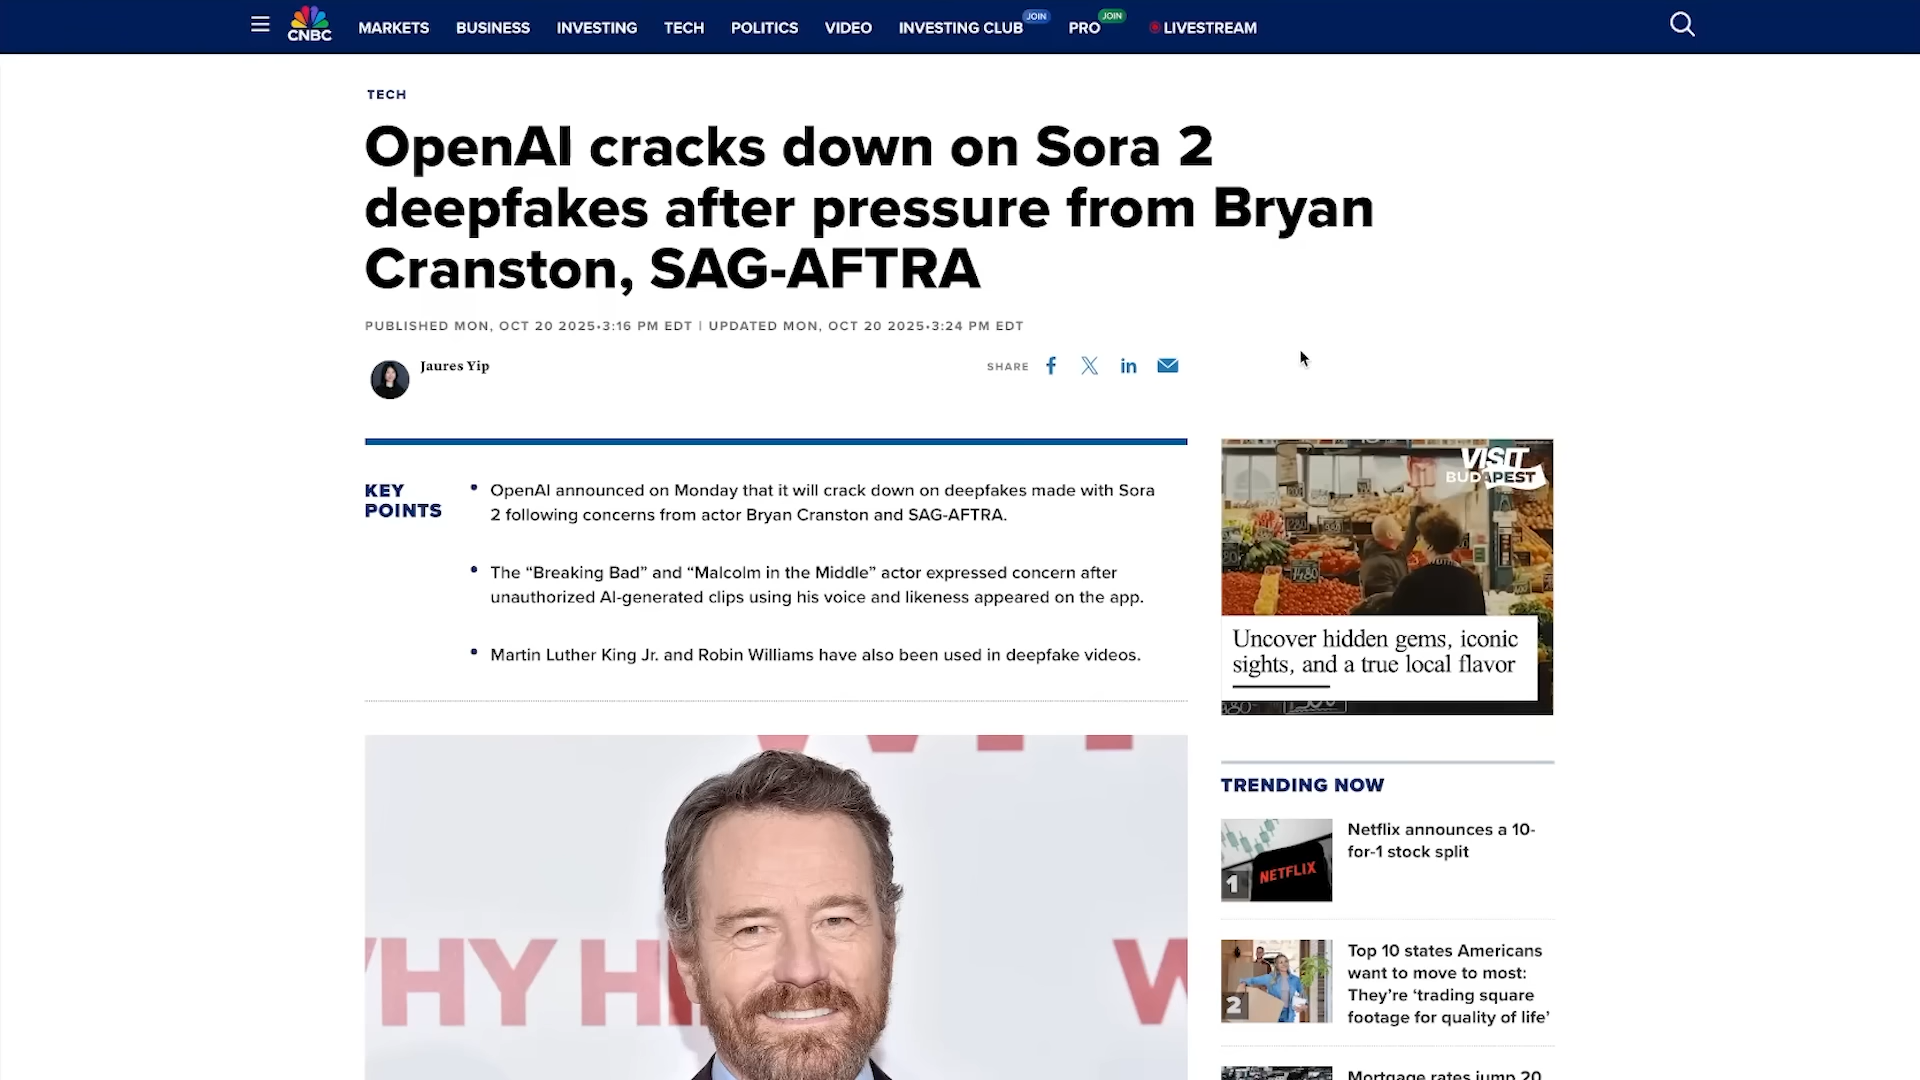 CNBC
MARKETS BUSINESS INVESTING TECH POLITICS VIDEO INVESTING CLUB JOIN PRO JOIN LIVESTREAM
TECH
OpenAI cracks down on Sora 2
deepfakes after pressure from Bryan
Cranston, SAG-AFTRA
PUBLISHED MON, OCT 20 2025•3:16 PM EDT | UPDATED MON, OCT 20 2025•3:24 PM EDT
Jaures Yip
SHARE
KEY
POINTS
OpenAI announced on Monday that it will crack down on deepfakes made with Sora
2 following concerns from actor Bryan Cranston and SAG-AFTRA.
The “Breaking Bad” and “Malcolm in the Middle” actor expressed concern after
unauthorized AI-generated clips using his voice and likeness appeared on the app.
Martin Luther King Jr. and Robin Williams have also been used in deepfake videos.
WHY H
VISIT
BUDAPEST
1480
Uncover hidden gems, iconic
sights, and a true local flavor
TRENDING NOW
NETFLIX
1
Netflix announces a 10-
for-1 stock split
2
Top 10 states Americans
want to move to most:
They’re ‘trading square
footage for quality of life’
Mortgage rates jump 20